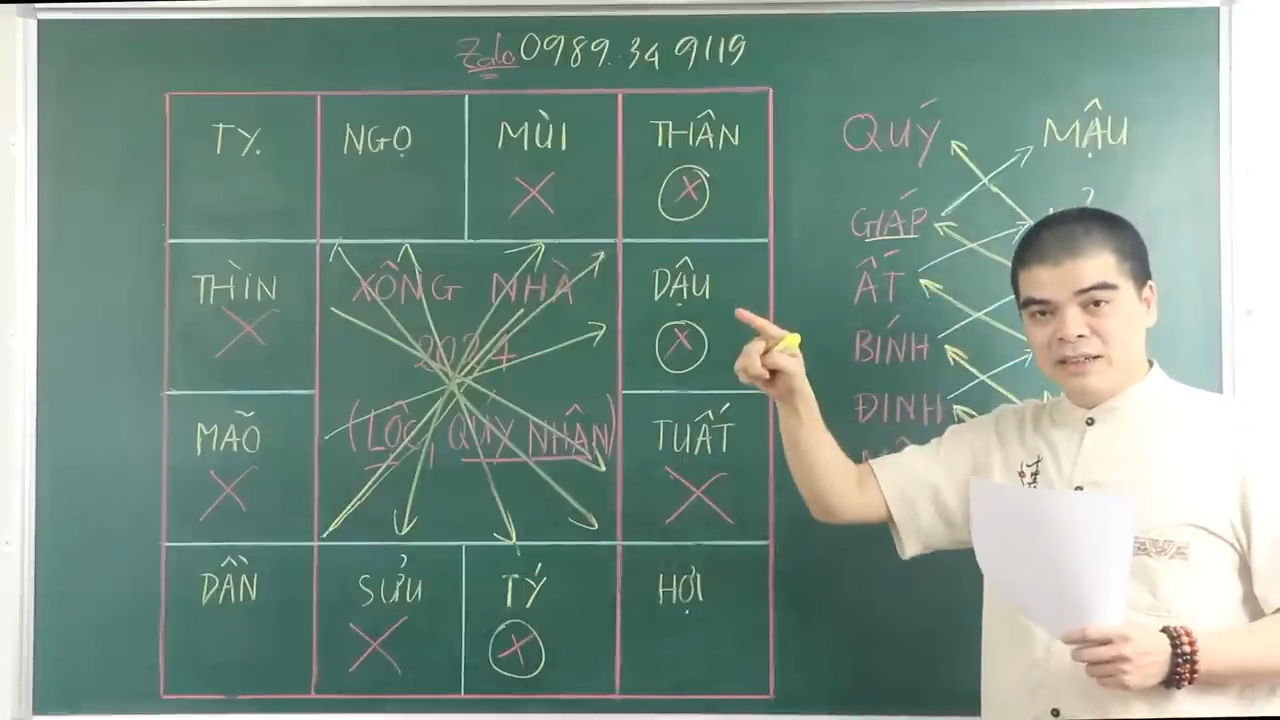 Zalo 0989.34 9119
TỴ. NGỌ MÙI THÂN
X X
THÌN XÔNG NHÀ DẬU
X 2024 X
MÃO (LỘC, QUÝ NHÂN) TUẤT
X X
DẦN SỬU TÝ HỢI
X X
QUÝ MẬU
GIÁP
ẤT
BÍNH
ĐINH